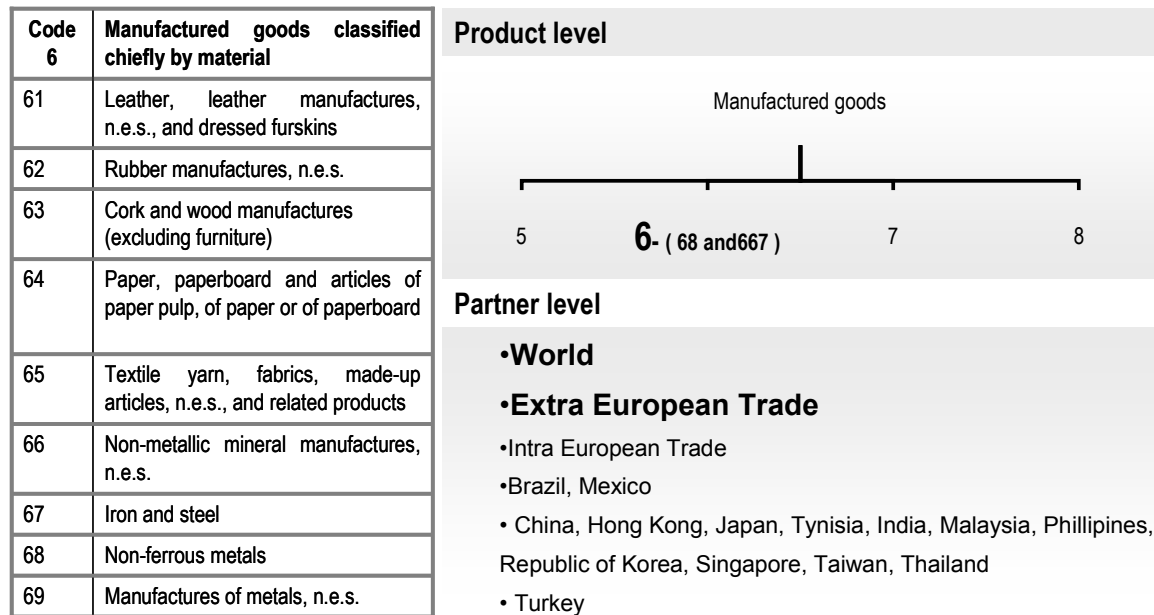 Code Manufactured goods classified
6 chiefly by material
61 Leather, leather manufactures,
n.e.s., and dressed furskins
62 Rubber manufactures, n.e.s.
63 Cork and wood manufactures
(excluding furniture)
64 Paper, paperboard and articles of
paper pulp, of paper or of paperboard
65 Textile yarn, fabrics, made-up
articles, n.e.s., and related products
66 Non-metallic mineral manufactures,
n.e.s.
67 Iron and steel
68 Non-ferrous metals
69 Manufactures of metals, n.e.s.
Product level
Manufactured goods
5 6- ( 68 and667 ) 7 8
Partner level
•World
•Extra European Trade
•Intra European Trade
•Brazil, Mexico
• China, Hong Kong, Japan, Tynisia, India, Malaysia, Phillipines,
Republic of Korea, Singapore, Taiwan, Thailand
• Turkey